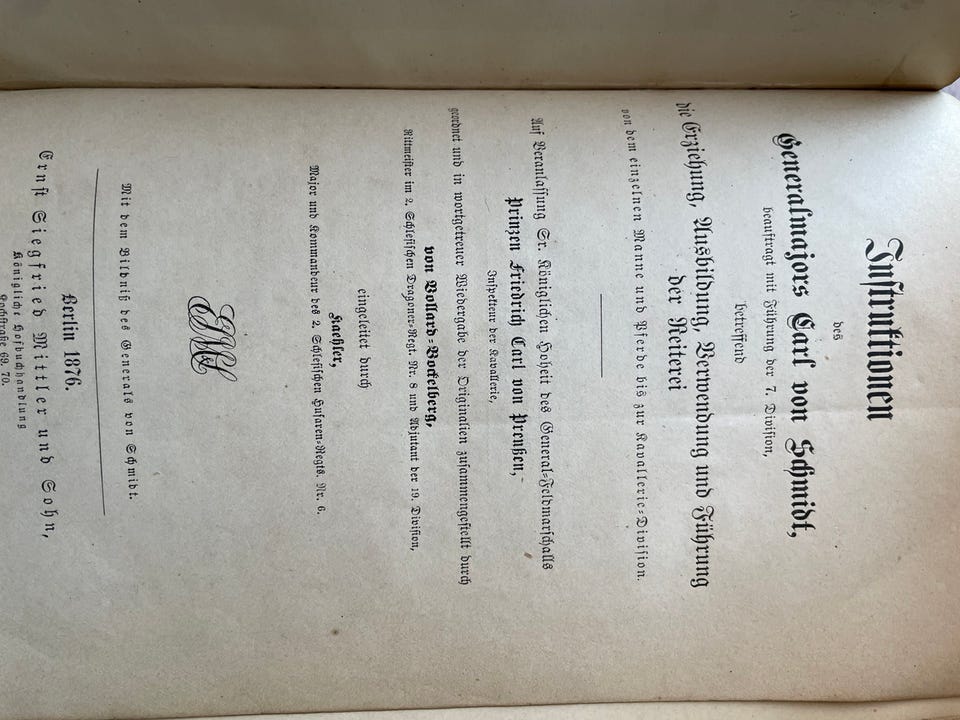 Instruktionen
des
Generalmajors Carl von Schmidt,
beauftragt mit Führung der 7. Division,
betreffend
die Erziehung, Ausbildung, Verwendung und Führung
der Reiterei
von dem einzelnen Manne und Pferde bis zur Kavallerie-Division.
Auf Veranlassung Sr. Königlichen Hoheit des General-Feldmarschalls
Prinzen Friedrich Carl von Preußen,
Inspekteur der Kavallerie,
geordnet und in wortgetreuer Wiedergabe der Originalien zusammengestellt durch
von Vollard-Bockelberg,
Rittmeister im 2. Schlesischen Dragoner-Regt. Nr. 8 und Adjutant der 19. Division,
eingeleitet durch
Kaehler,
Major und Kommandeur des 2. Schlesischen Husaren-Regts. Nr. 6.
Mit dem Bildniß des Generals von Schmidt.
Berlin 1876.
Ernst Siegfried Mittler und Sohn,
Königliche Hofbuchhandlung
Kochstraße 69. 70.